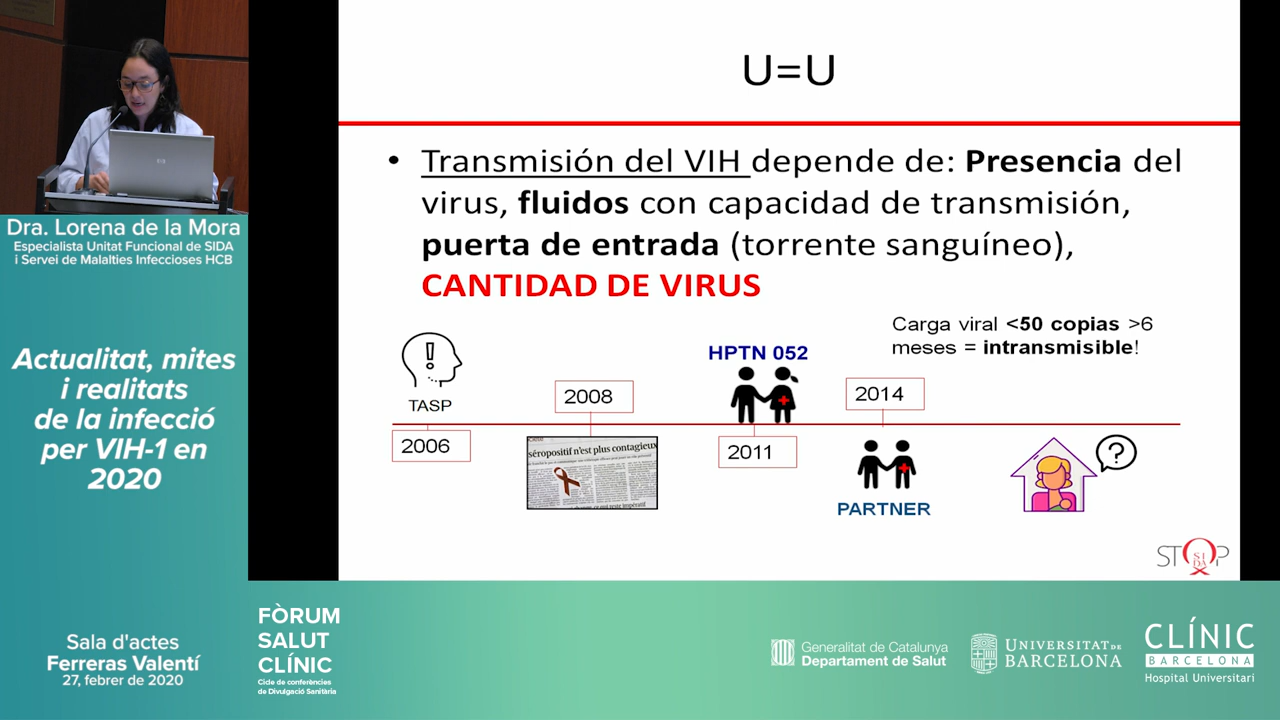 U=U
• Transmisión del VIH depende de: Presencia del
virus, fluidos con capacidad de transmisión,
puerta de entrada (torrente sanguíneo),
CANTIDAD DE VIRUS
Carga viral <50 copias >6
meses = intransmisible!
TASP
2006
2008
séropositif n'est plus contagieux
HPTN 052
2011
2014
PARTNER
?
STOP
SIDA
Dra. Lorena de la Mora
Especialista Unitat Funcional de SIDA
i Servei de Malalties Infeccioses HCB
Actualitat, mites
i realitats
de la infecció
per VIH-1 en
2020
Sala d'actes
Ferreras Valentí
27, febrer de 2020
FÒRUM
SALUT
CLÍNIC
Cicle de conferències
de Divulgació Sanitària
Generalitat de Catalunya
Departament de Salut
UNIVERSITAT DE
BARCELONA
CLÍNIC
BARCELONA
Hospital Universitari